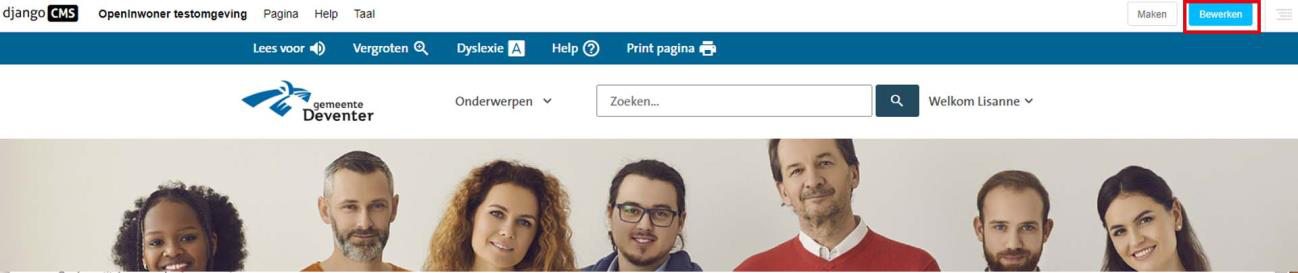 django CMS OpenInwoner testomgeving Pagina Help Taal Maken Bewerken
Lees voor Vergroten Dyslexie A Help ? Print pagina
gemeente Deventer Onderwerpen Zoeken... Welkom Lisanne